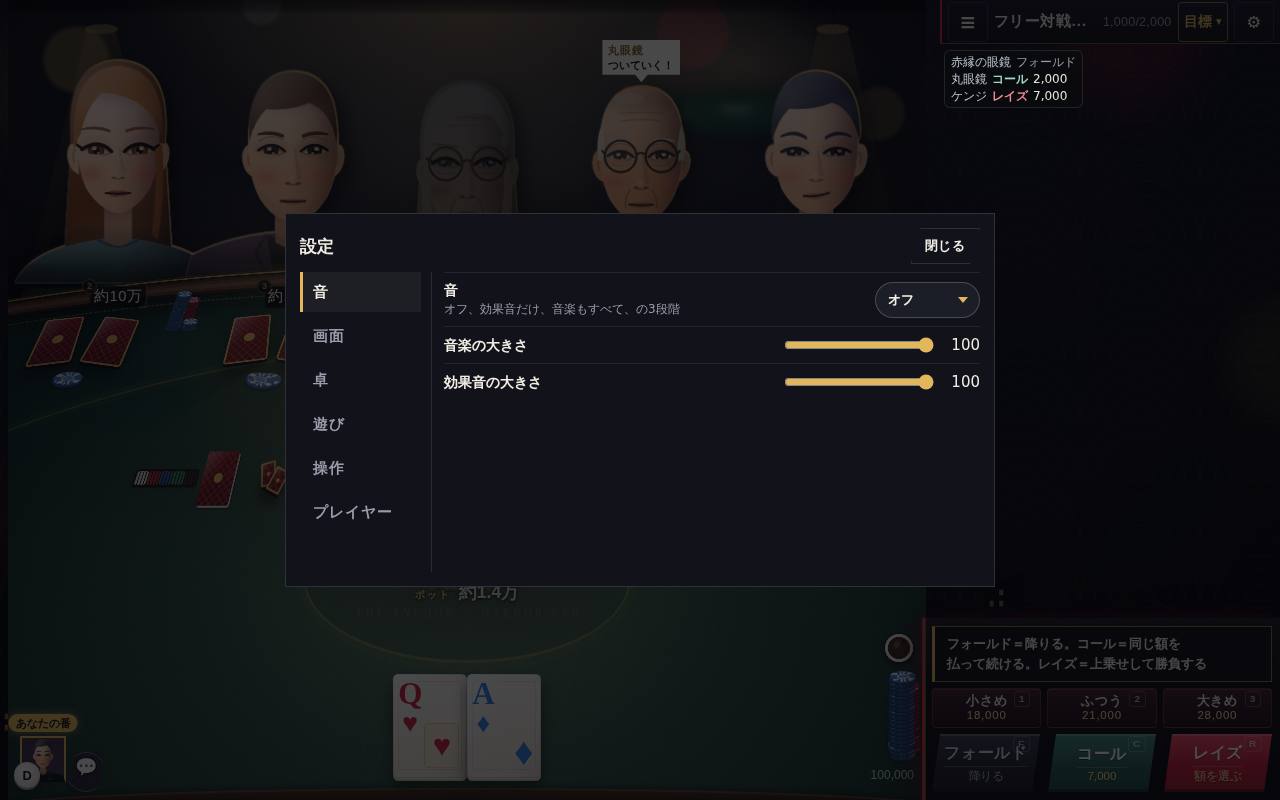 フリー対戦… 1,000/2,000 目標
丸眼鏡
ついていく！
赤縁の眼鏡 フォールド
丸眼鏡 コール 2,000
ケンジ レイズ 7,000
設定
閉じる
音
画面
卓
遊び
操作
プレイヤー
音
オフ、効果音だけ、音楽もすべて、の3段階
オフ
音楽の大きさ 100
効果音の大きさ 100
2 約10万
3 約
ポット 約1.4万
Q A
あなたの番
D
100,000
フォールド＝降りる。コール＝同じ額を
払って続ける。レイズ＝上乗せして勝負する
小さめ 1
18,000
ふつう 2
21,000
大きめ 3
28,000
フォールド F
降りる
コール C
7,000
レイズ R
額を選ぶ